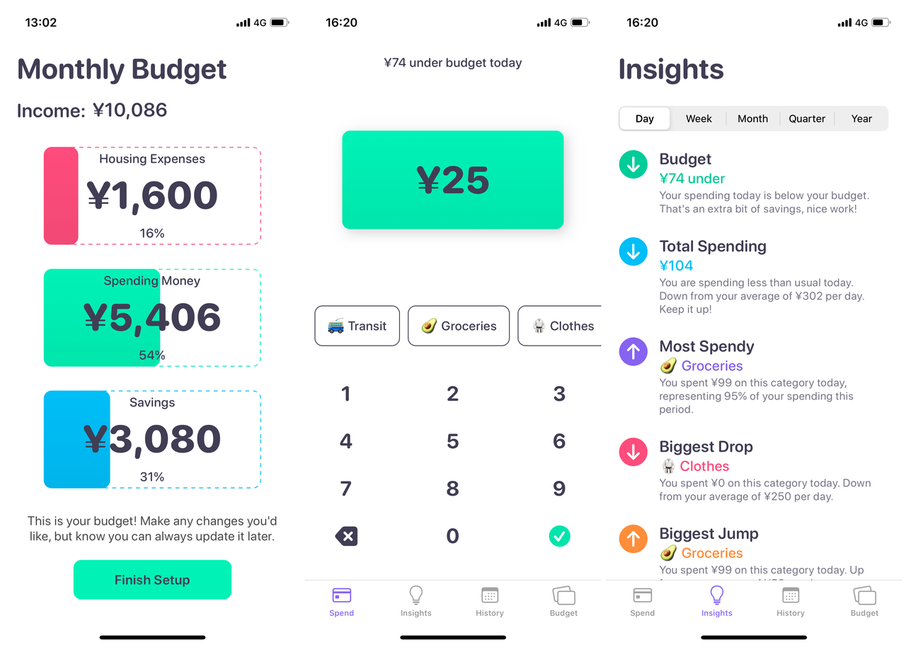 13:02
4G
Monthly Budget
Income: ¥10,086
Housing Expenses
¥1,600
16%
Spending Money
¥5,406
54%
Savings
¥3,080
31%
This is your budget! Make any changes you'd
like, but know you can always update it later.
Finish Setup
16:20
4G
¥74 under budget today
¥25
Transit
Groceries
Clothes
1
2
3
4
5
6
7
8
9
0
Spend
Insights
History
Budget
16:20
4G
Insights
Day
Week
Month
Quarter
Year
Budget
¥74 under
Your spending today is below your budget.
That's an extra bit of savings, nice work!
Total Spending
¥104
You are spending less than usual today.
Down from your average of ¥302 per day.
Keep it up!
Most Spendy
Groceries
You spent ¥99 on this category today,
representing 95% of your spending this
period.
Biggest Drop
Clothes
You spent ¥0 on this category today. Down
from your average of ¥250 per day.
Biggest Jump
Groceries
You spent ¥99 on this category today. Up
Spend
Insights
History
Budget